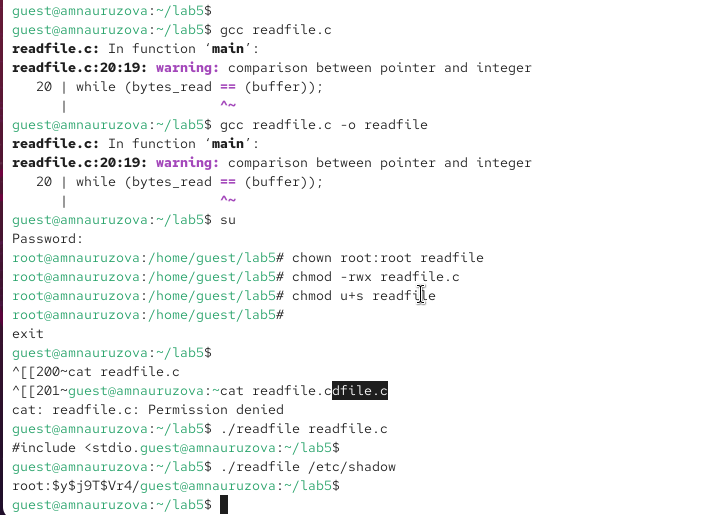 guest@amnauruzova:~/lab5$
guest@amnauruzova:~/lab5$ gcc readfile.c
readfile.c: In function ‘main’:
readfile.c:20:19: warning: comparison between pointer and integer
   20 | while (bytes_read == (buffer));
      |                   ^~
guest@amnauruzova:~/lab5$ gcc readfile.c -o readfile
readfile.c: In function ‘main’:
readfile.c:20:19: warning: comparison between pointer and integer
   20 | while (bytes_read == (buffer));
      |                   ^~
guest@amnauruzova:~/lab5$ su
Password:
root@amnauruzova:/home/guest/lab5# chown root:root readfile
root@amnauruzova:/home/guest/lab5# chmod -rwx readfile.c
root@amnauruzova:/home/guest/lab5# chmod u+s readfile
root@amnauruzova:/home/guest/lab5#
exit
guest@amnauruzova:~/lab5$
^[[200~cat readfile.c
^[[201~guest@amnauruzova:~cat readfile.cdfile.c
cat: readfile.c: Permission denied
guest@amnauruzova:~/lab5$ ./readfile readfile.c
#include <stdio.guest@amnauruzova:~/lab5$
guest@amnauruzova:~/lab5$ ./readfile /etc/shadow
root:$y$j9T$Vr4/guest@amnauruzova:~/lab5$
guest@amnauruzova:~/lab5$